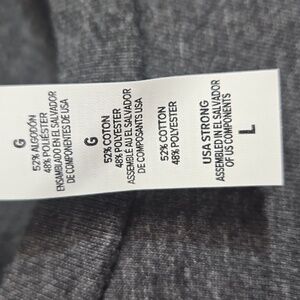 G
52% ALGODÓN
48% POLIÉSTER
ENSAMBLADO EN EL SALVADOR
DE COMPONENTES DE USA
G
52% COTON
48% POLYESTER
ASSEMBLÉ AU EL SALVADOR
DE COMPOSANTS USA
52% COTTON
48% POLYESTER
USA STRONG
ASSEMBLED IN EL SALVADOR
OF US COMPONENTS
L